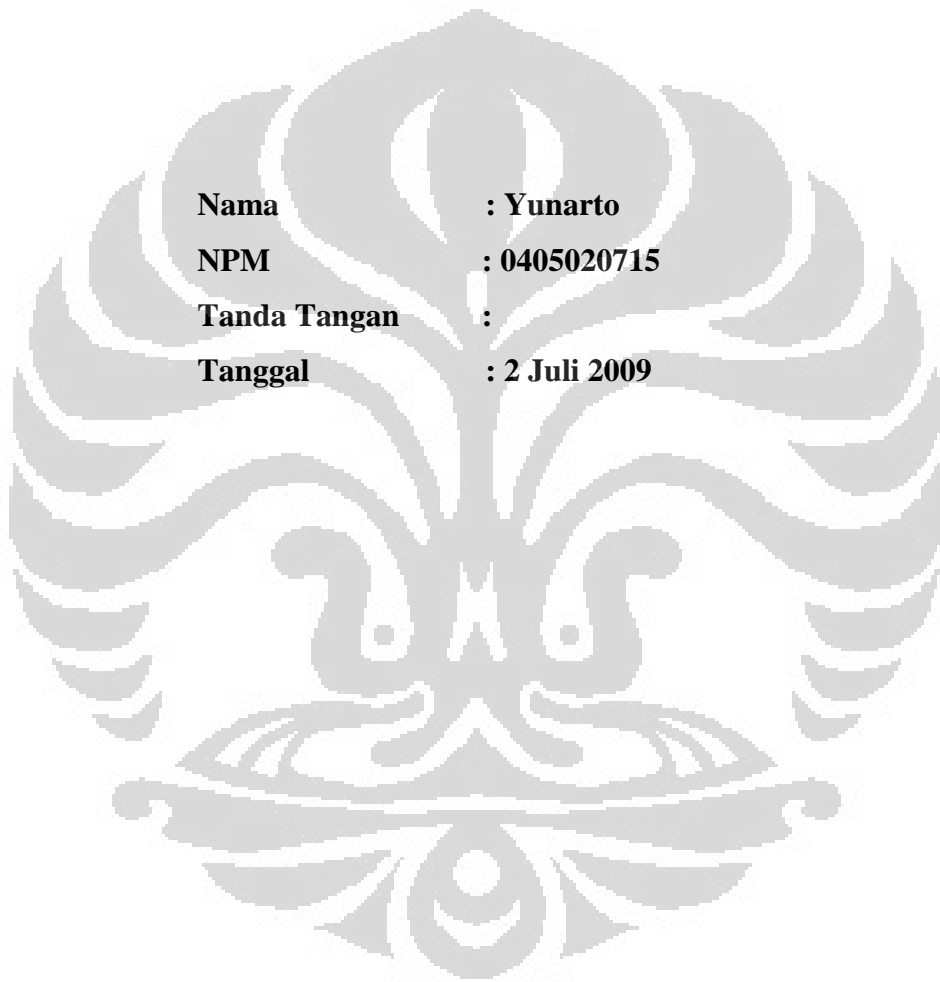 Nama : Yunarto
NPM : 0405020715
Tanda Tangan :
Tanggal : 2 Juli 2009